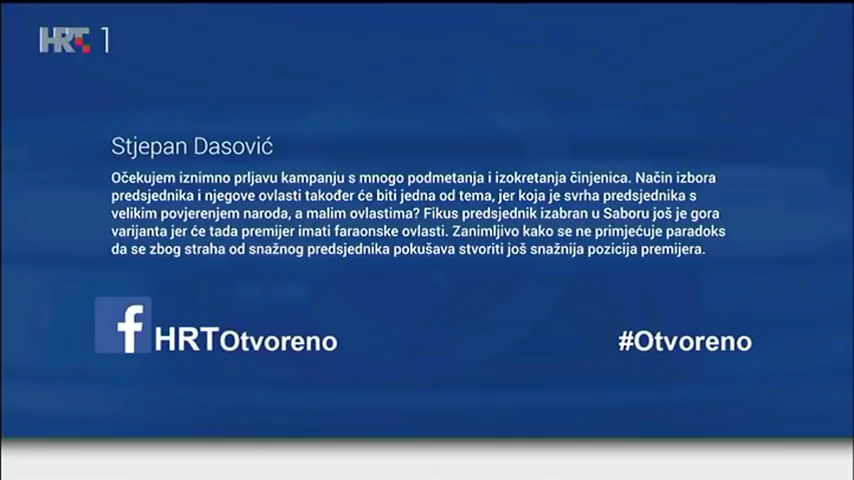 HRT 1
Stjepan Dasović
Očekujem iznimno prljavu kampanju s mnogo podmetanja i izokretanja činjenica. Način izbora
predsjednika i njegove ovlasti također će biti jedna od tema, jer koja je svrha predsjednika s
velikim povjerenjem naroda, a malim ovlastima? Fikus predsjednik izabran u Saboru još je gora
varijanta jer će tada premijer imati faraonske ovlasti. Zanimljivo kako se ne primjećuje paradoks
da se zbog straha od snažnog predsjednika pokušava stvoriti još snažnija pozicija premijera.
f HRTOtvoreno
#Otvoreno